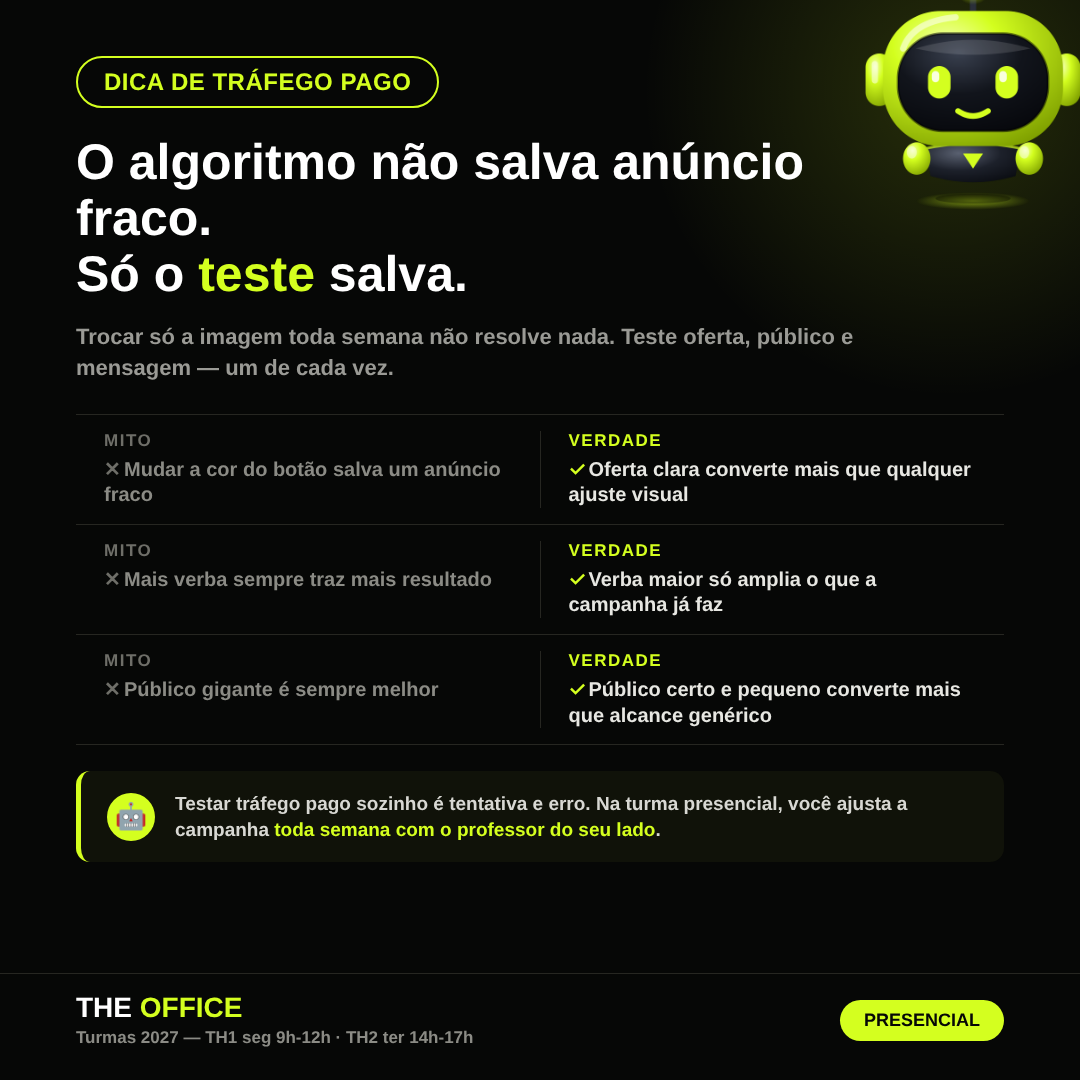 DICA DE TRÁFEGO PAGO
O algoritmo não salva anúncio
fraco.
Só o teste salva.
Trocar só a imagem toda semana não resolve nada. Teste oferta, público e
mensagem — um de cada vez.
MITO
✕ Mudar a cor do botão salva um anúncio
fraco
VERDADE
✓ Oferta clara converte mais que qualquer
ajuste visual
MITO
✕ Mais verba sempre traz mais resultado
VERDADE
✓ Verba maior só amplia o que a
campanha já faz
MITO
✕ Público gigante é sempre melhor
VERDADE
✓ Público certo e pequeno converte mais
que alcance genérico
Testar tráfego pago sozinho é tentativa e erro. Na turma presencial, você ajusta a
campanha toda semana com o professor do seu lado.
THE OFFICE
Turmas 2027 — TH1 seg 9h-12h · TH2 ter 14h-17h
PRESENCIAL